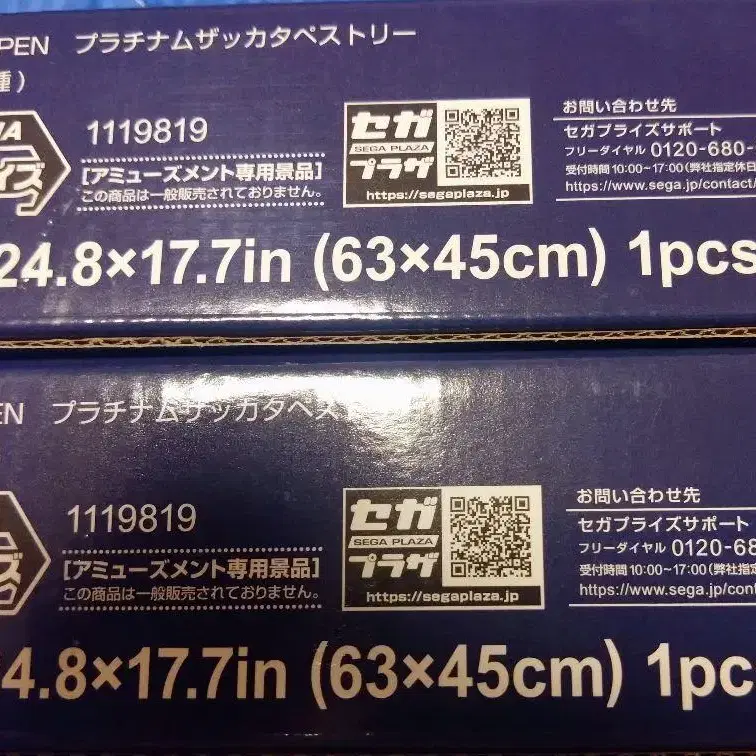 PEN プラチナムザッカタペストリー
種）
1119819
[アミューズメント専用景品]
この商品は一般販売されておりません。
セガ
SEGA PLAZA
プラザ
https://segaplaza.jp
お問い合わせ先
セガプライズサポート
フリーダイヤル 0120-680-
受付時間10:00~17:00(弊社指定休日
https://www.sega.jp/contact/
24.8×17.7in (63×45cm) 1pcs
EN プラチナムザッカタペスト
1119819
[アミューズメント専用景品]
この商品は一般販売されておりません。
セガ
SEGA PLAZA
プラザ
https://segaplaza.jp
お問い合わせ先
セガプライズサポート
フリーダイヤル 0120-68
受付時間10:00~17:00(弊社指定
https://www.sega.jp/cont
4.8×17.7in (63×45cm) 1pc